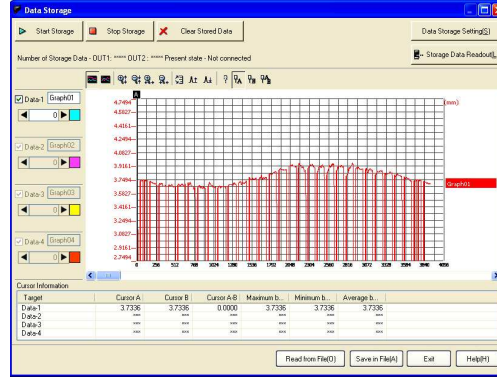 Data Storage
Start Storage
Stop Storage
Clear Stored Data
Data Storage Setting(S)
Number of Storage Data - OUT1: ***** OUT2 : ***** Present state - Not connected
Storage Data Readout(L
A
4.7494
(mm)
4.5827
4.4161
4.2494
4.0827
3.9161
3.7494
3.5827
3.4161
3.2494
3.0827
2.9161
2.7494
Data-1 Graph01
0
Data-2 Graph02
0
Data-3 Graph03
0
Data-4 Graph04
0
Graph01
0 256 512 768 1024 1280 1536 1792 2048 2304 2560 2816 3072 3328 3584 3840 4096
Cursor Information
Target Cursor A Cursor B Cursor A-B Maximum b... Minimum b... Average b...
Data-1 3.7336 3.7336 0.0000 3.7336 3.7336 3.7336
Data-2 *** *** *** *** *** ***
Data-3 *** *** *** *** *** ***
Data-4 *** *** *** *** *** ***
Read from File(O) Save in File(A) Exit Help(H)